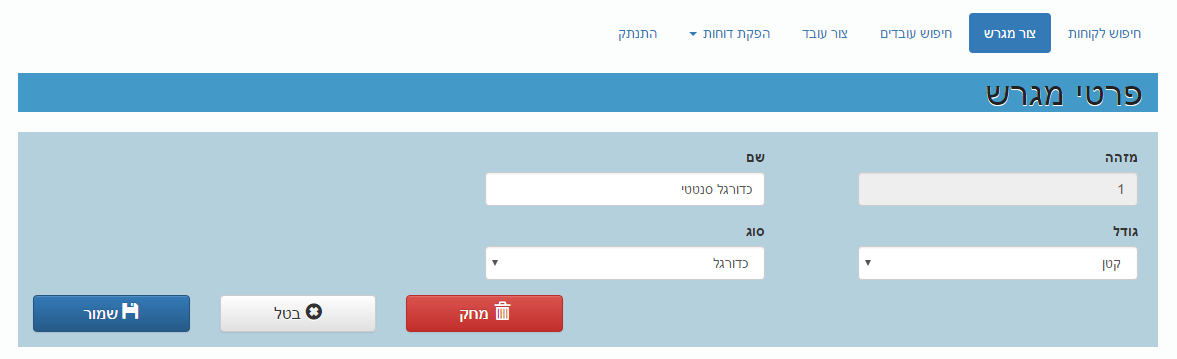 חיפוש לקוחות צור מגרש חיפוש עובדים צור עובד הפקת דוחות התנתק
פרטי מגרש
מזהה שם
1 כדורגל סנטטי
גודל סוג
קטן כדורגל
מחק בטל שמור